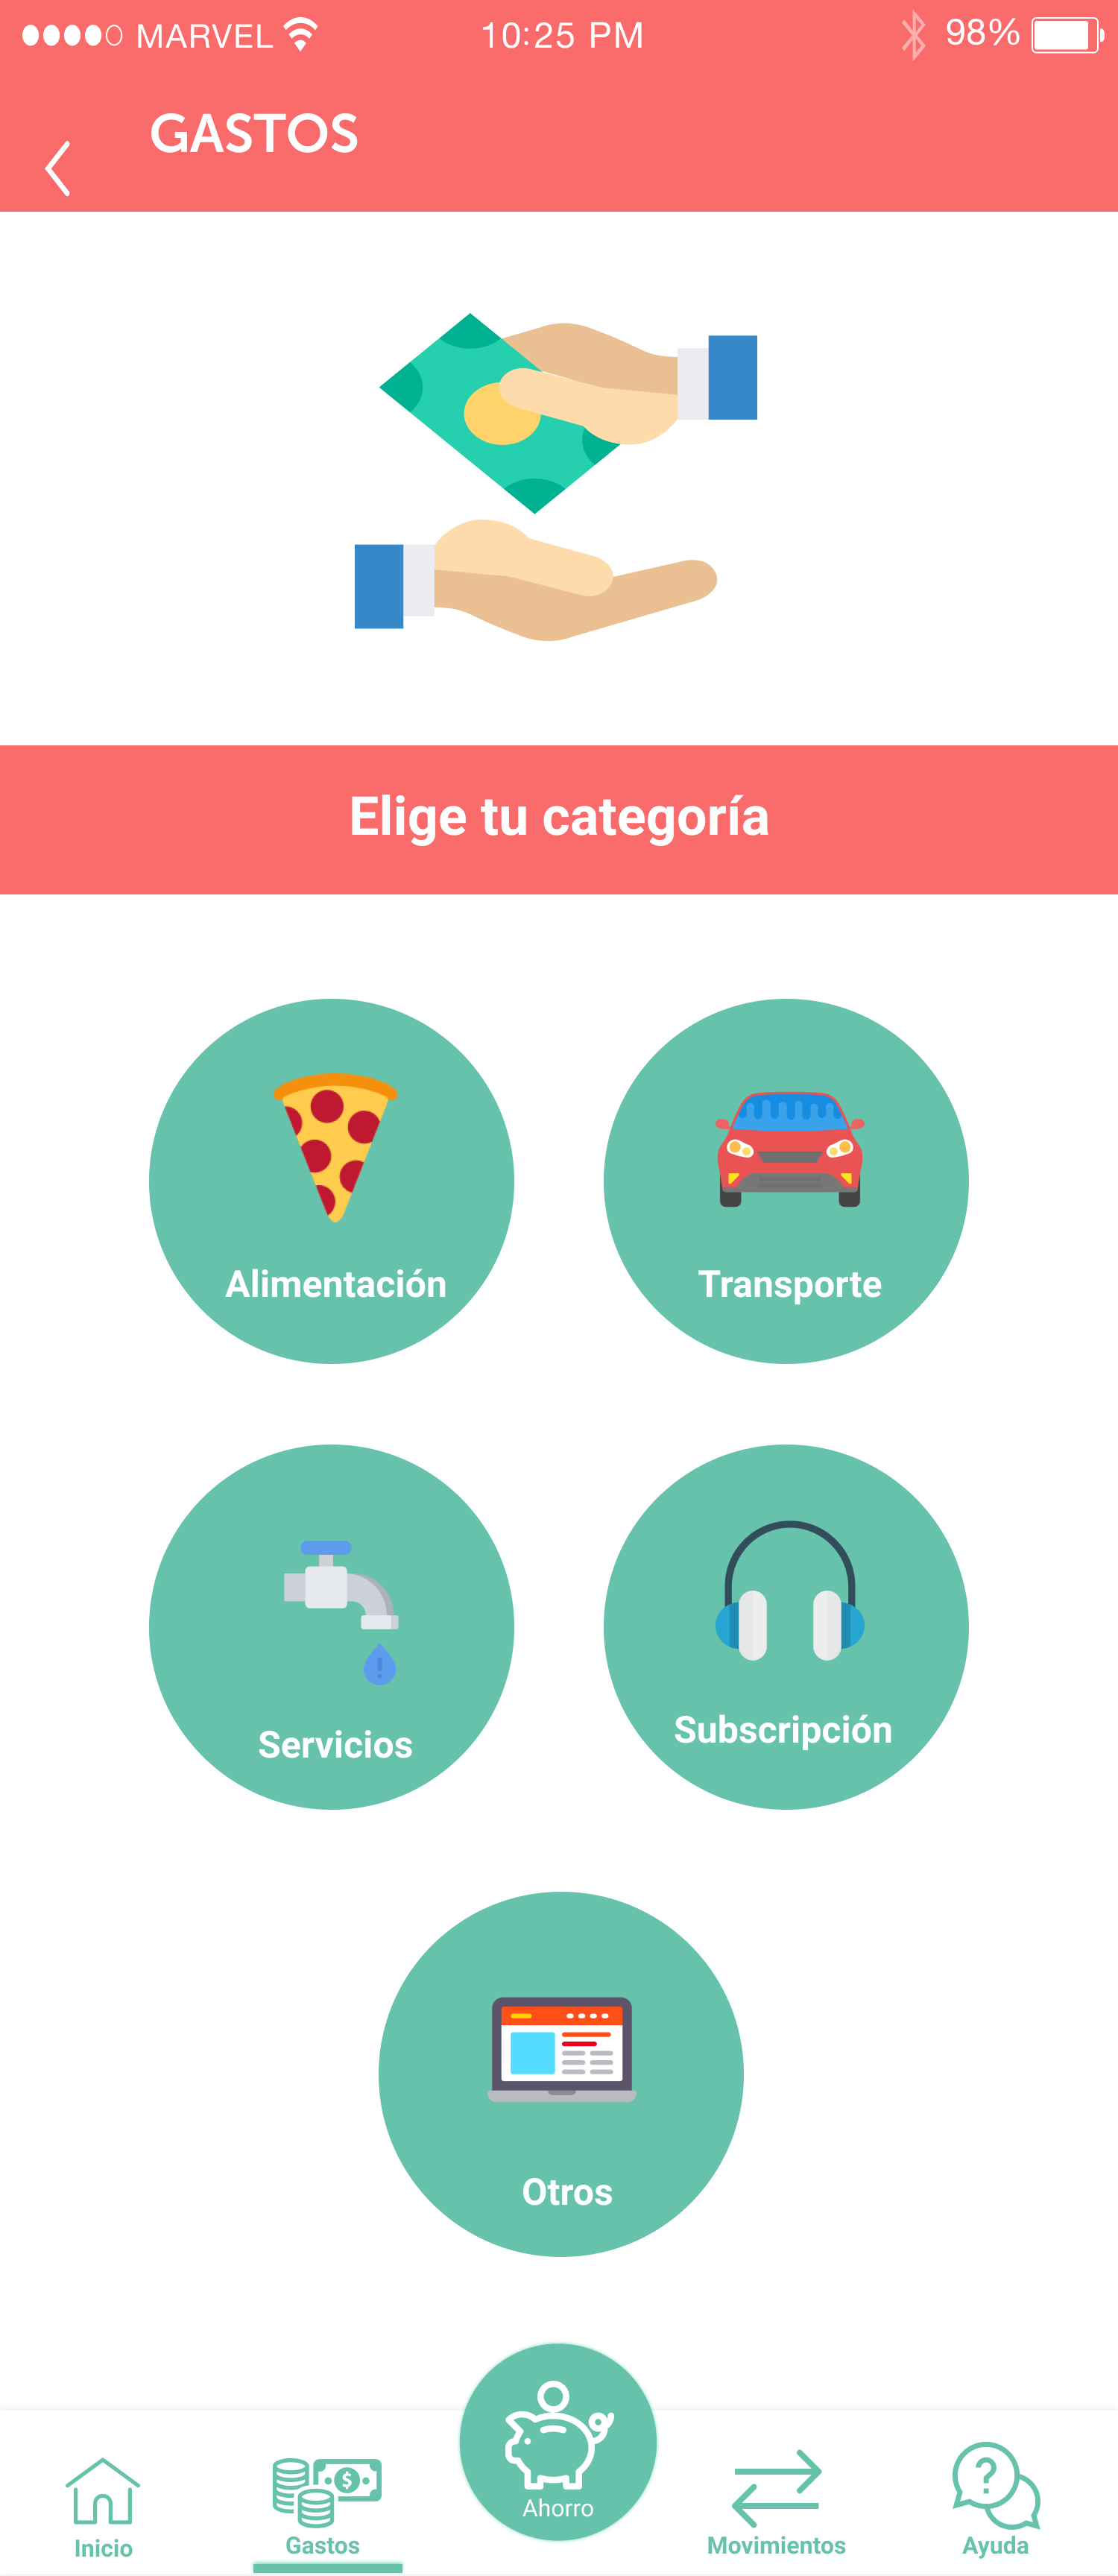 MARVEL 10:25 PM 98%
GASTOS
Elige tu categoría
Alimentación
Transporte
Servicios
Subscripción
Otros
Inicio
Gastos
Ahorro
Movimientos
Ayuda